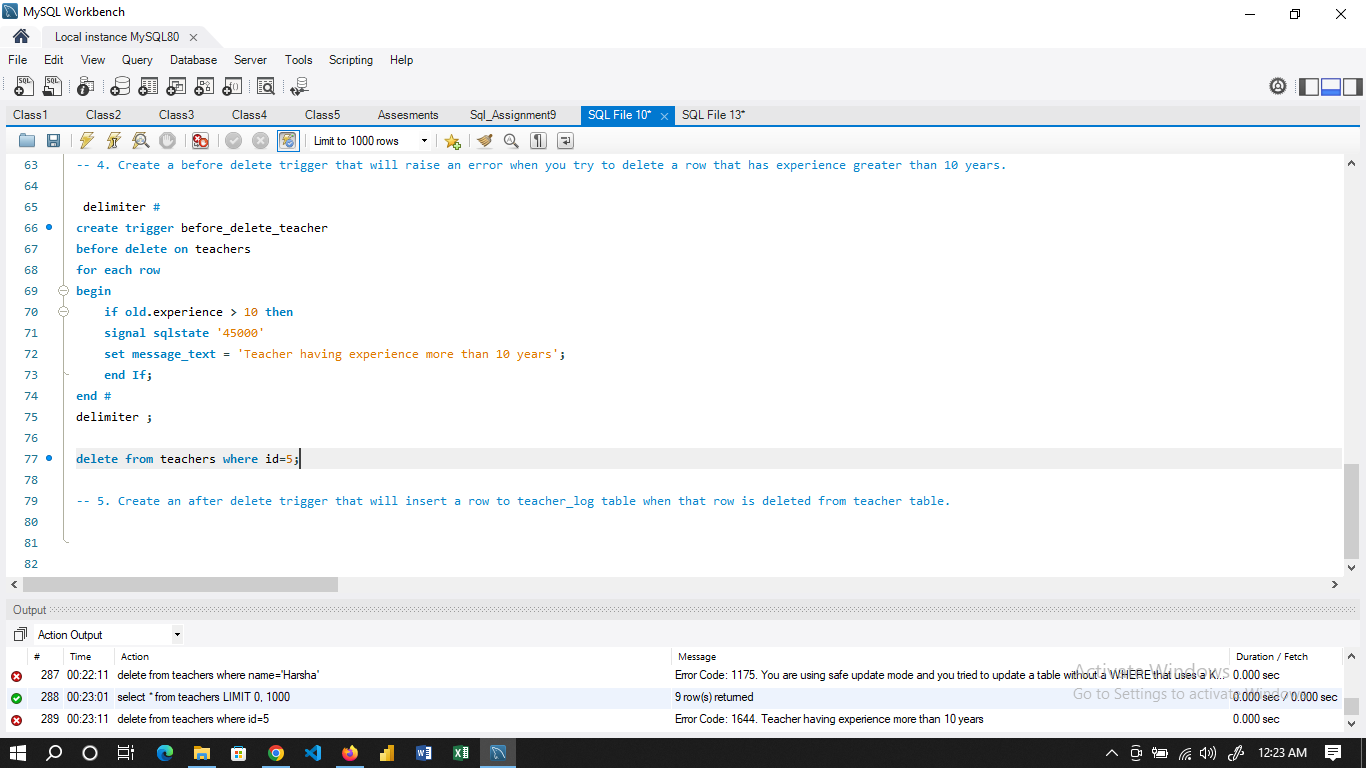 MySQL Workbench
Local instance MySQL80
File Edit View Query Database Server Tools Scripting Help
Class1 Class2 Class3 Class4 Class5 Assesments Sql_Assignment9 SQL File 10* SQL File 13*
Limit to 1000 rows
63 -- 4. Create a before delete trigger that will raise an error when you try to delete a row that has experience greater than 10 years.
64
65 delimiter #
66 create trigger before_delete_teacher
67 before delete on teachers
68 for each row
69 begin
70 if old.experience > 10 then
71 signal sqlstate '45000'
72 set message_text = 'Teacher having experience more than 10 years';
73 end If;
74 end #
75 delimiter ;
76
77 delete from teachers where id=5;
78
79 -- 5. Create an after delete trigger that will insert a row to teacher_log table when that row is deleted from teacher table.
80
81
82
Output
Action Output
# Time Action Message Duration / Fetch
287 00:22:11 delete from teachers where name='Harsha' Error Code: 1175. You are using safe update mode and you tried to update a table without a WHERE that uses a K... 0.000 sec
288 00:23:01 select * from teachers LIMIT 0, 1000 9 row(s) returned 0.000 sec / 0.000 sec
289 00:23:11 delete from teachers where id=5 Error Code: 1644. Teacher having experience more than 10 years 0.000 sec
Activate Windows
Go to Settings to activate Windows.
12:23 AM